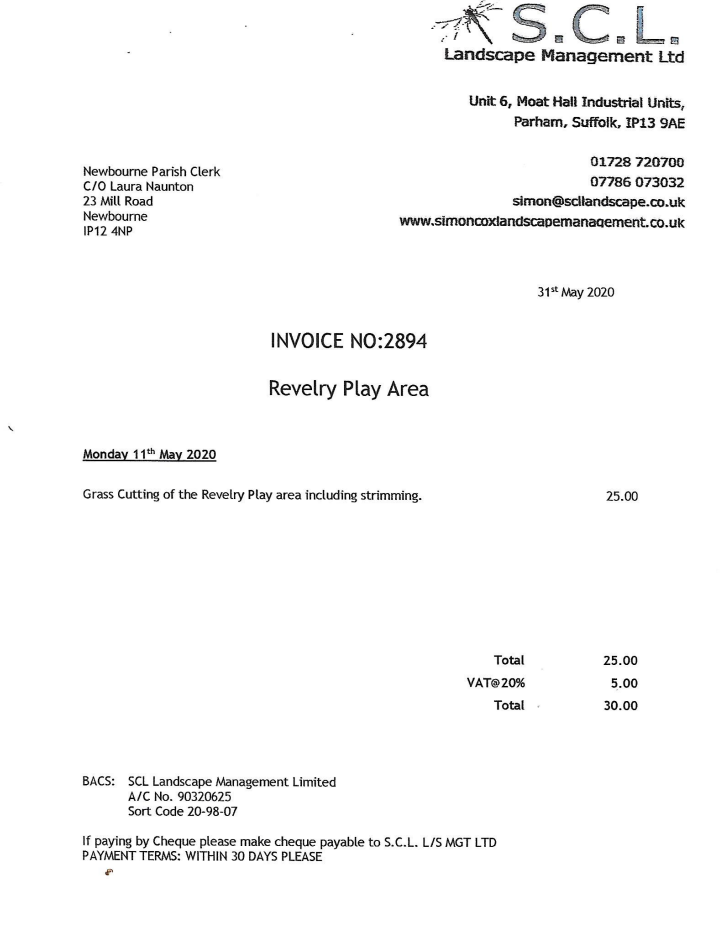 S.C.L.
Landscape Management Ltd
Unit 6, Moat Hall Industrial Units,
Parham, Suffolk, IP13 9AE
01728 720700
07786 073032
simon@scllandscape.co.uk
www.simoncoxlandscapemanagement.co.uk
Newbourne Parish Clerk
C/O Laura Naunton
23 Mill Road
Newbourne
IP12 4NP
31st May 2020
INVOICE NO:2894
Revelry Play Area
Monday 11th May 2020
Grass Cutting of the Revelry Play area including strimming. 25.00
Total 25.00
VAT@20% 5.00
Total 30.00
BACS: SCL Landscape Management Limited
A/C No. 90320625
Sort Code 20-98-07
If paying by Cheque please make cheque payable to S.C.L. L/S MGT LTD
PAYMENT TERMS: WITHIN 30 DAYS PLEASE